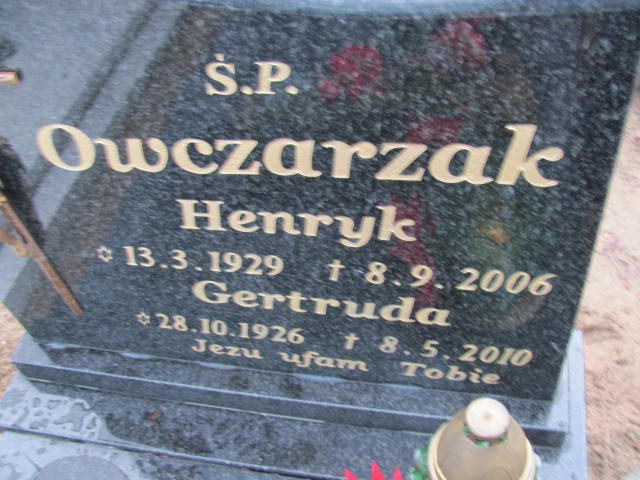 Ś.P.
Owczarzak
Henryk
✡ 13.3.1929 † 8.9.2006
Gertruda
✡ 28.10.1926 † 8.5.2010
Jezu ufam Tobie